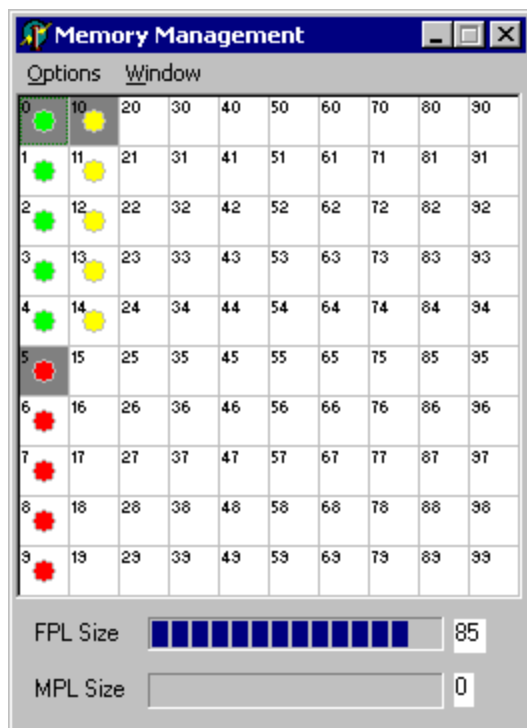 Memory Management
Options Window
0 10 20 30 40 50 60 70 80 90
1 11 21 31 41 51 61 71 81 91
2 12 22 32 42 52 62 72 82 92
3 13 23 33 43 53 63 73 83 93
4 14 24 34 44 54 64 74 84 94
5 15 25 35 45 55 65 75 85 95
6 16 26 36 46 56 66 76 86 96
7 17 27 37 47 57 67 77 87 97
8 18 28 38 48 58 68 78 88 98
9 19 29 39 49 59 69 79 89 99
FPL Size 85
MPL Size 0